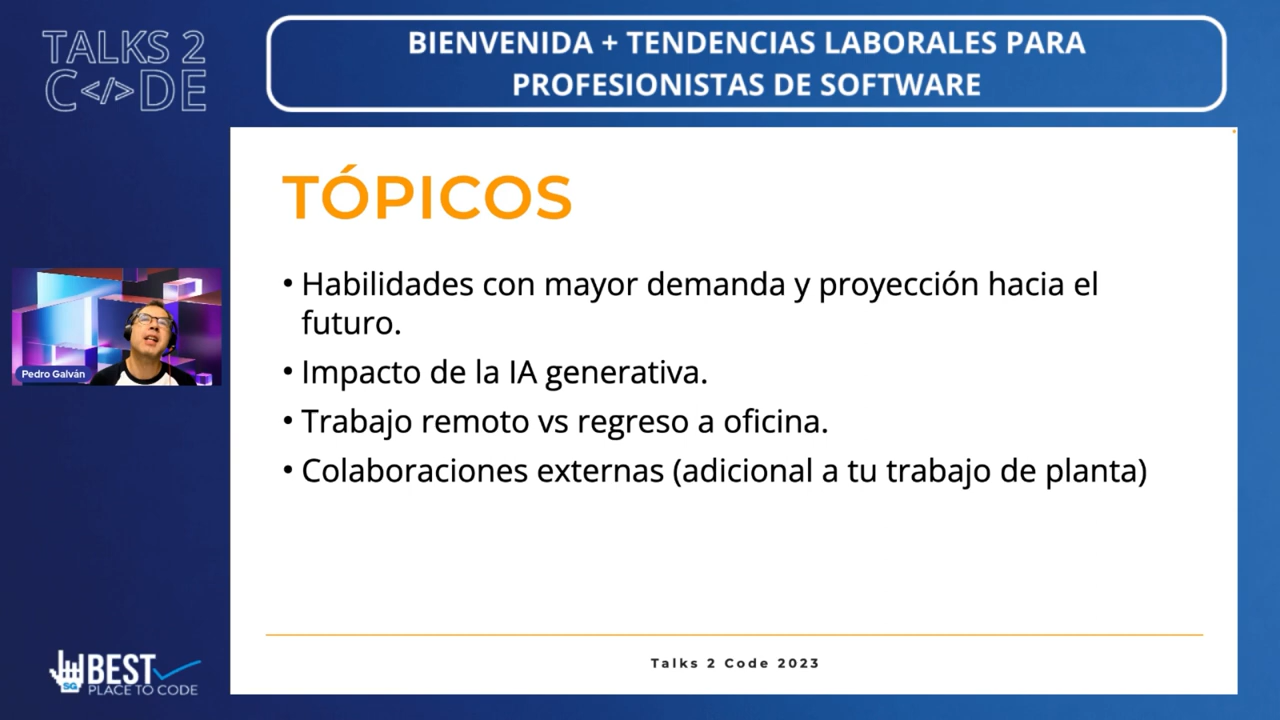 TALKS 2
C</>DE
BIENVENIDA + TENDENCIAS LABORALES PARA
PROFESIONISTAS DE SOFTWARE
TÓPICOS
• Habilidades con mayor demanda y proyección hacia el
futuro.
• Impacto de la IA generativa.
• Trabajo remoto vs regreso a oficina.
• Colaboraciones externas (adicional a tu trabajo de planta)
Pedro Galván
Talks 2 Code 2023
SG
BEST
PLACE TO CODE